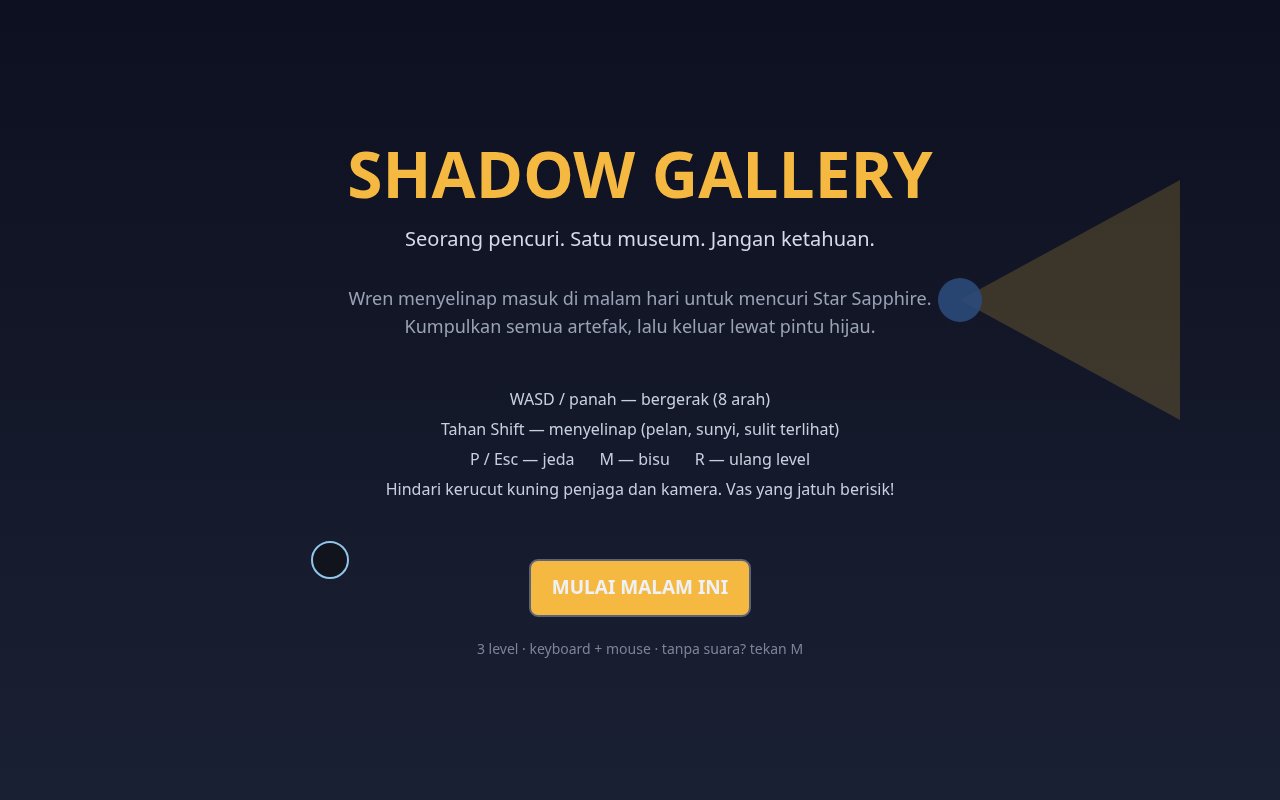 SHADOW GALLERY
Seorang pencuri. Satu museum. Jangan ketahuan.
Wren menyelinap masuk di malam hari untuk mencuri Star Sapphire.
Kumpulkan semua artefak, lalu keluar lewat pintu hijau.
WASD / panah — bergerak (8 arah)
Tahan Shift — menyelinap (pelan, sunyi, sulit terlihat)
P / Esc — jeda M — bisu R — ulang level
Hindari kerucut kuning penjaga dan kamera. Vas yang jatuh berisik!
MULAI MALAM INI
3 level · keyboard + mouse · tanpa suara? tekan M